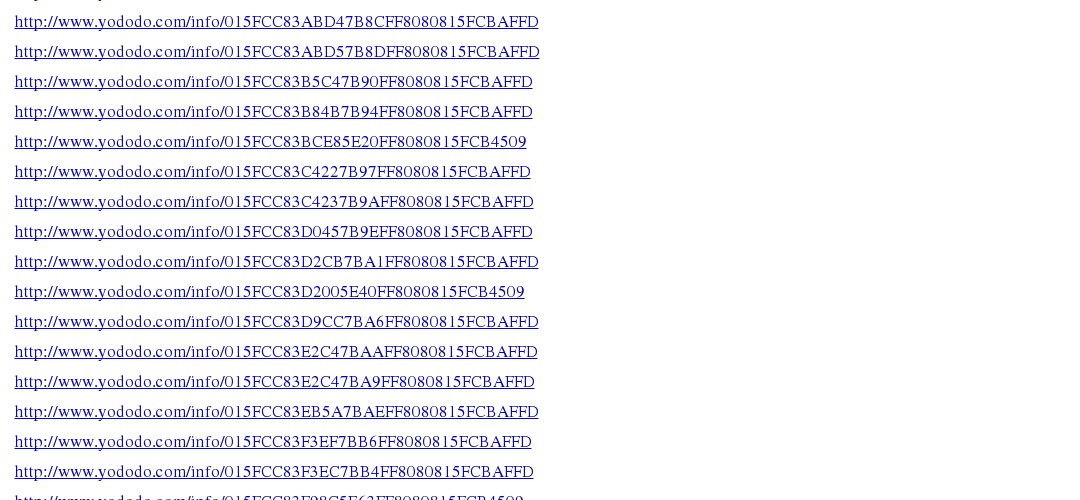 http://www.yododo.com/info/015FCC83ABD47B8CFF8080815FCBAFFD
http://www.yododo.com/info/015FCC83ABD57B8DFF8080815FCBAFFD
http://www.yododo.com/info/015FCC83B5C47B90FF8080815FCBAFFD
http://www.yododo.com/info/015FCC83B84B7B94FF8080815FCBAFFD
http://www.yododo.com/info/015FCC83BCE85E20FF8080815FCB4509
http://www.yododo.com/info/015FCC83C4227B97FF8080815FCBAFFD
http://www.yododo.com/info/015FCC83C4237B9AFF8080815FCBAFFD
http://www.yododo.com/info/015FCC83D0457B9EFF8080815FCBAFFD
http://www.yododo.com/info/015FCC83D2CB7BA1FF8080815FCBAFFD
http://www.yododo.com/info/015FCC83D2005E40FF8080815FCB4509
http://www.yododo.com/info/015FCC83D9CC7BA6FF8080815FCBAFFD
http://www.yododo.com/info/015FCC83E2C47BAAFF8080815FCBAFFD
http://www.yododo.com/info/015FCC83E2C47BA9FF8080815FCBAFFD
http://www.yododo.com/info/015FCC83EB5A7BAEFF8080815FCBAFFD
http://www.yododo.com/info/015FCC83F3EF7BB6FF8080815FCBAFFD
http://www.yododo.com/info/015FCC83F3EC7BB4FF8080815FCBAFFD